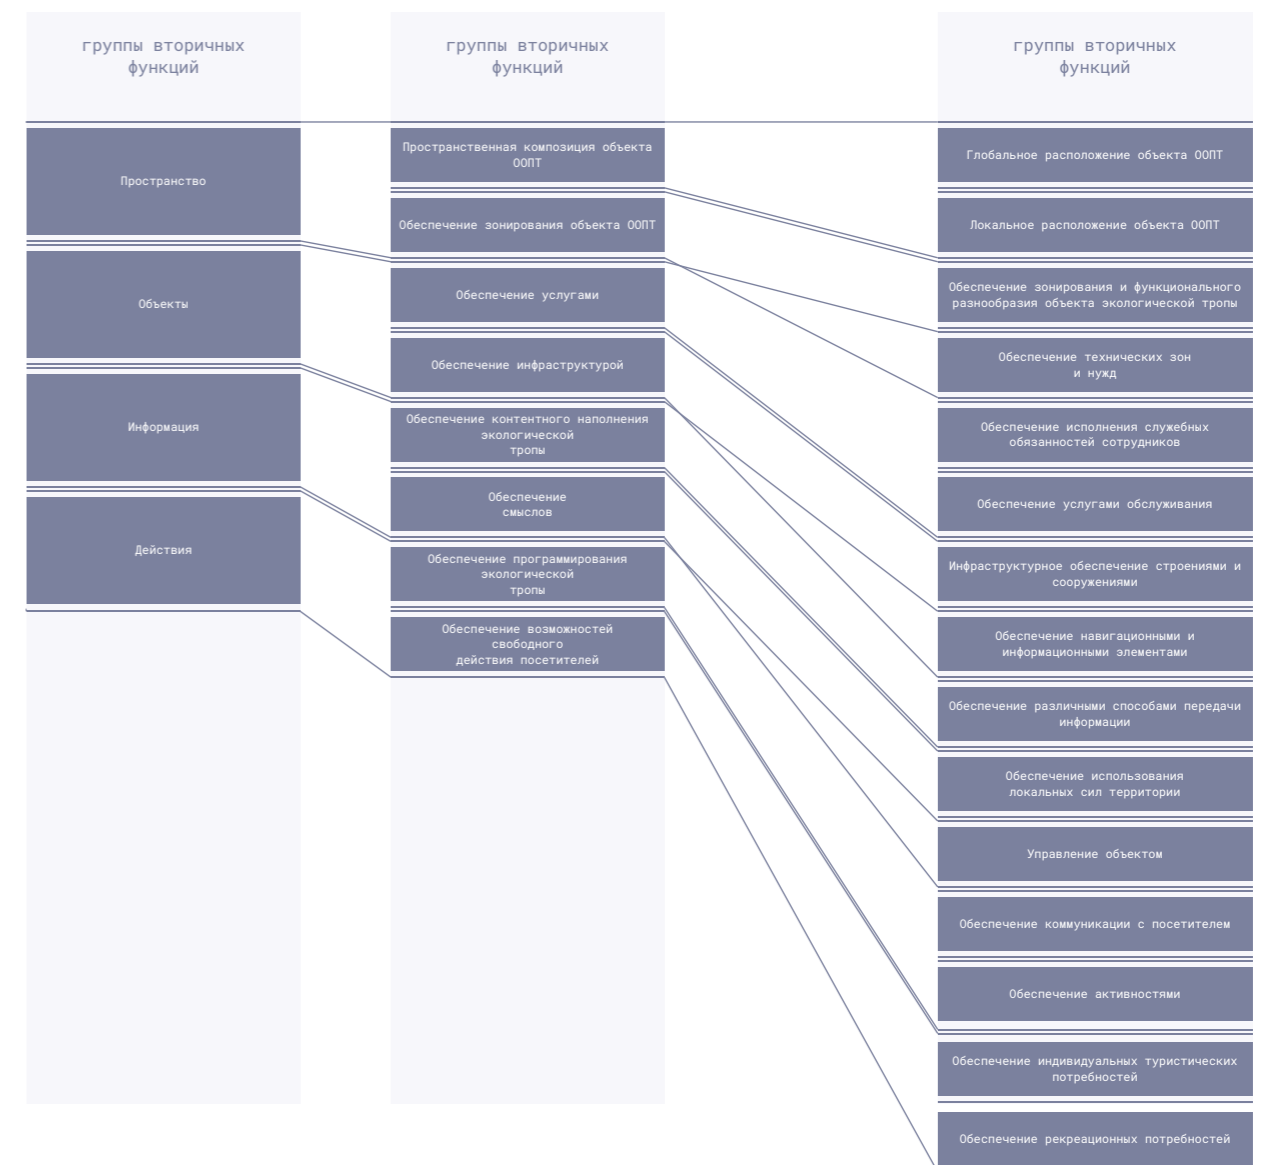 группы вторичных
функций
группы вторичных
функций
группы вторичных
функций
Пространство
Объекты
Информация
Действия
Пространственная композиция объекта
ООПТ
Обеспечение зонирования объекта ООПТ
Обеспечение услугами
Обеспечение инфраструктурой
Обеспечение контентного наполнения
экологической
тропы
Обеспечение
смыслов
Обеспечение программирования
экологической
тропы
Обеспечение возможностей
свободного
действия посетителей
Глобальное расположение объекта ООПТ
Локальное расположение объекта ООПТ
Обеспечение зонирования и функционального
разнообразия объекта экологической тропы
Обеспечение технических зон
и нужд
Обеспечение исполнения служебных
обязанностей сотрудников
Обеспечение услугами обслуживания
Инфраструктурное обеспечение строениями и
сооружениями
Обеспечение навигационными и
информационными элементами
Обеспечение различными способами передачи
информации
Обеспечение использования
локальных сил территории
Управление объектом
Обеспечение коммуникации с посетителем
Обеспечение активностями
Обеспечение индивидуальных туристических
потребностей
Обеспечение рекреационных потребностей